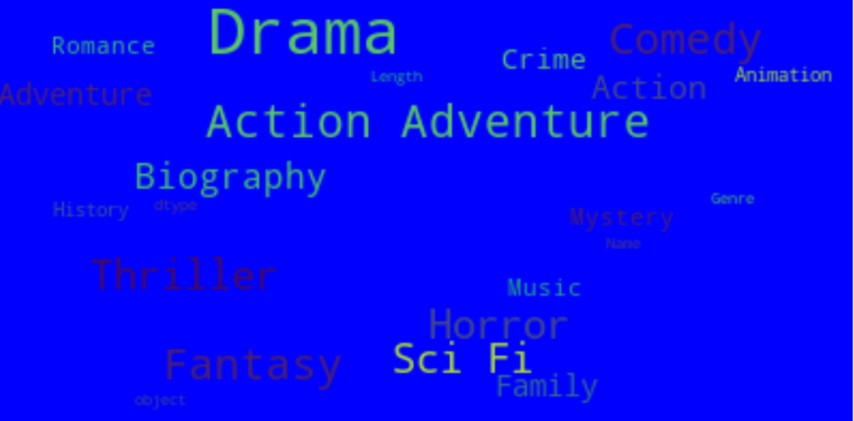 Drama
Comedy
Romance
Crime
Length
Animation
Action
Adventure
Action Adventure
Biography
Genre
dtype
History
Mystery
Name
Thriller
Music
Horror
Sci Fi
Fantasy
Family
object